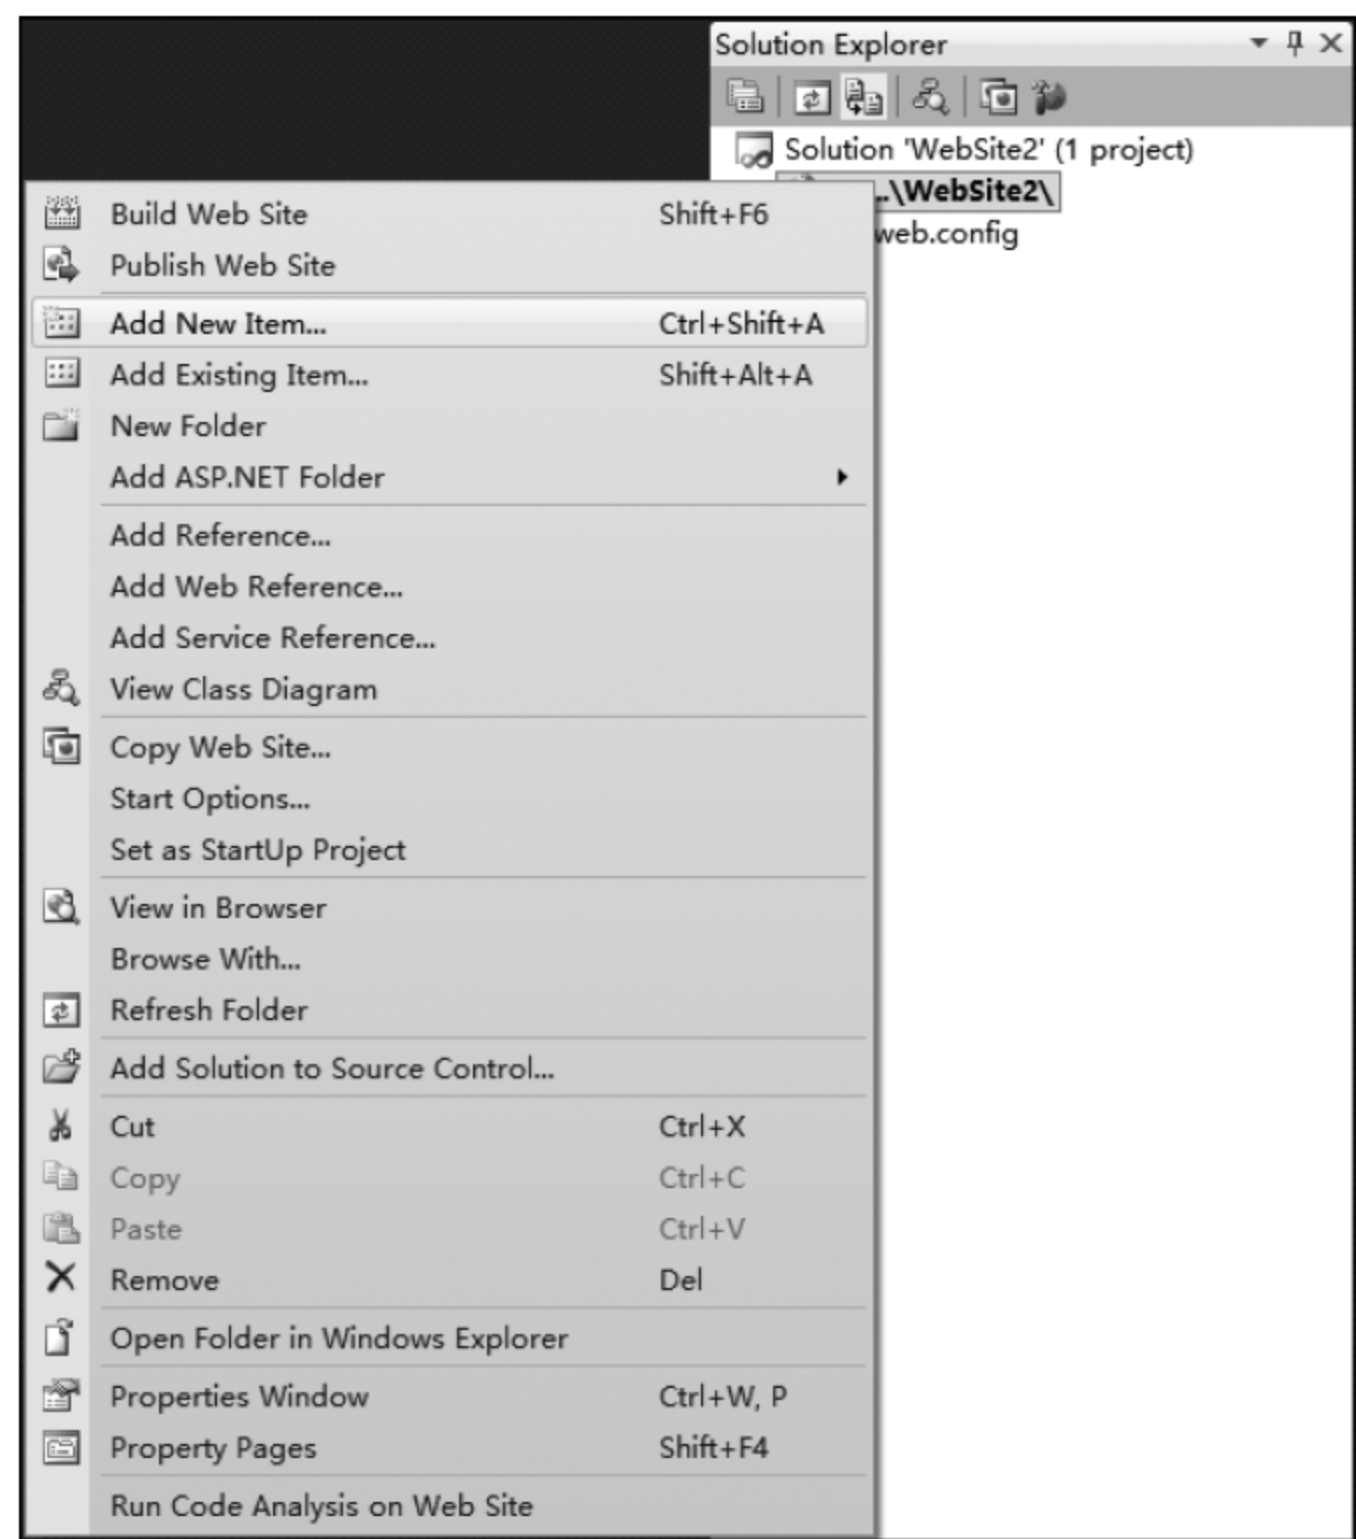 Solution Explorer
Solution 'WebSite2' (1 project)
..\WebSite2\
web.config
Build Web Site Shift+F6
Publish Web Site
Add New Item... Ctrl+Shift+A
Add Existing Item... Shift+Alt+A
New Folder
Add ASP.NET Folder
Add Reference...
Add Web Reference...
Add Service Reference...
View Class Diagram
Copy Web Site...
Start Options...
Set as StartUp Project
View in Browser
Browse With...
Refresh Folder
Add Solution to Source Control...
Cut Ctrl+X
Copy Ctrl+C
Paste Ctrl+V
Remove Del
Open Folder in Windows Explorer
Properties Window Ctrl+W, P
Property Pages Shift+F4
Run Code Analysis on Web Site